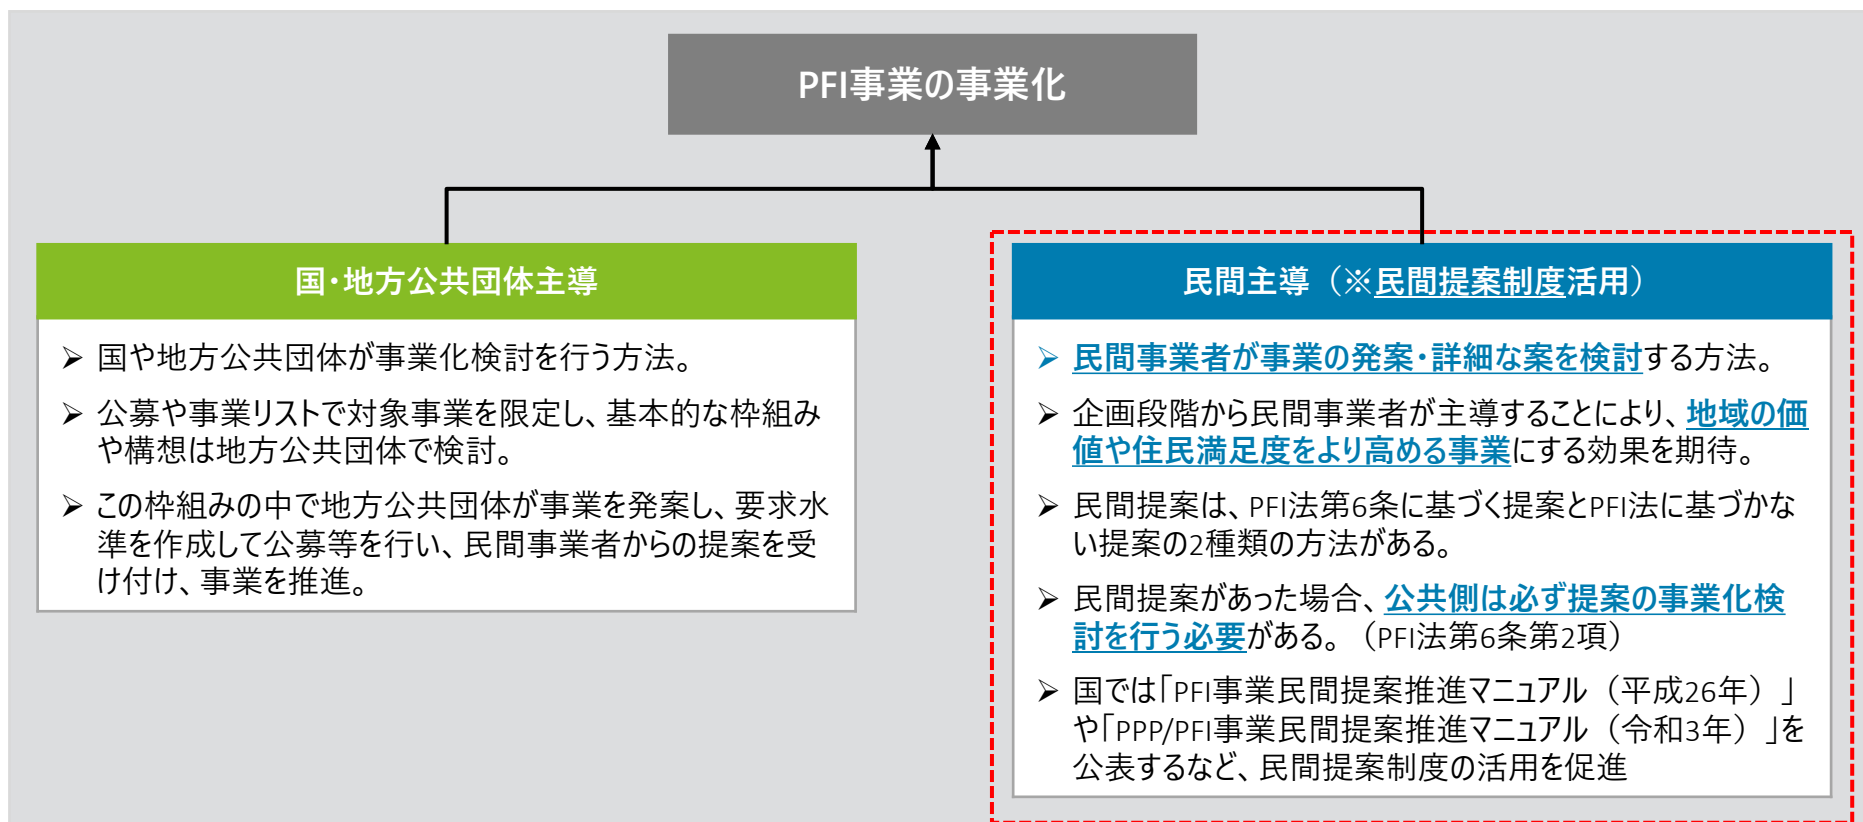 PFI事業の事業化
国・地方公共団体主導
➢ 国や地方公共団体が事業化検討を行う方法。
➢ 公募や事業リストで対象事業を限定し、基本的な枠組み
や構想は地方公共団体で検討。
➢ この枠組みの中で地方公共団体が事業を発案し、要求水
準を作成して公募等を行い、民間事業者からの提案を受
け付け、事業を推進。
民間主導（※民間提案制度活用）
➢ 民間事業者が事業の発案・詳細な案を検討する方法。
➢ 企画段階から民間事業者が主導することにより、地域の価
値や住民満足度をより高める事業にする効果を期待。
➢ 民間提案は、PFI法第6条に基づく提案とPFI法に基づかな
い提案の2種類の方法がある。
➢ 民間提案があった場合、公共側は必ず提案の事業化検
討を行う必要がある。（PFI法第6条第2項）
➢ 国では「PFI事業民間提案推進マニュアル（平成26年）」
や「PPP/PFI事業民間提案推進マニュアル（令和3年）」を
公表するなど、民間提案制度の活用を促進